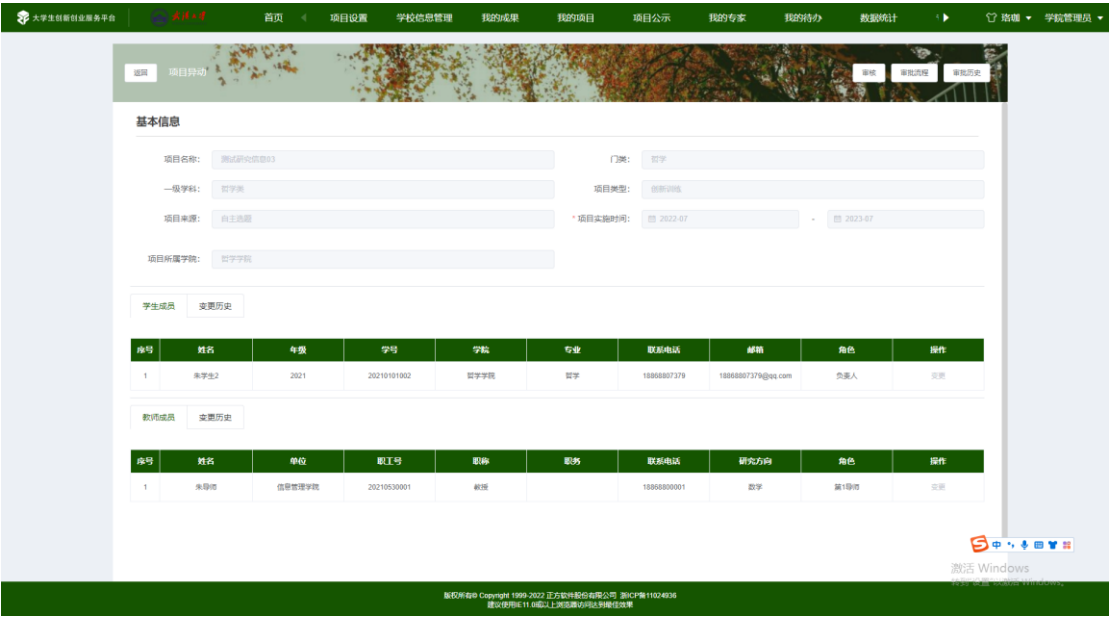 大学生创新创业服务平台 首页 项目设置 学校信息管理 我的成果 我的项目 项目公示 我的专家 我的待办 数据统计 珞珈 学院管理员
返回 项目异动 审核 审批流程 审批历史
基本信息
项目名称: 测试研究信息03 门类: 哲学
一级学科: 哲学类 项目类型: 创新训练
项目来源: 自主选题 * 项目实施时间: 2022-07 - 2023-07
项目所属学院: 哲学学院
学生成员 变更历史
序号 姓名 年级 学号 学院 专业 联系电话 邮箱 角色 操作
1 朱学生2 2021 20210101002 哲学学院 哲学 18868807379 18868807379@qq.com 负责人 变更
教师成员 变更历史
序号 姓名 单位 职工号 职称 职务 联系电话 研究方向 角色 操作
1 朱导师 信息管理学院 20210530001 教授 18868800001 数学 第1导师 变更
中
激活 Windows
转到"设置"以激活 Windows。
版权所有© Copyright 1999-2022 正方软件股份有限公司 浙ICP备11024936
建议使用IE11.0或以上浏览器访问达到最佳效果